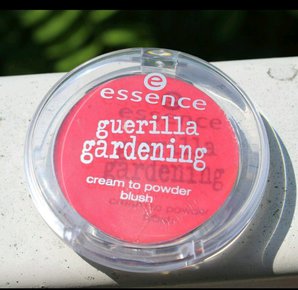 e
essence
guerilla
gardening
cream to powder
blush